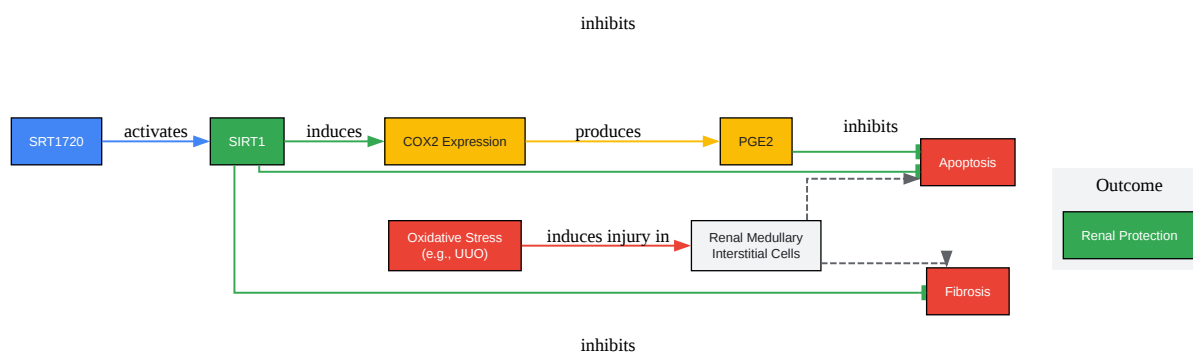 inhibits
SRT1720
activates
SIRT1
induces
COX2 Expression
produces
PGE2
inhibits
Apoptosis
Outcome
Renal Protection
Oxidative Stress
(e.g., UUO)
induces injury in
Renal Medullary
Interstitial Cells
Fibrosis
inhibits